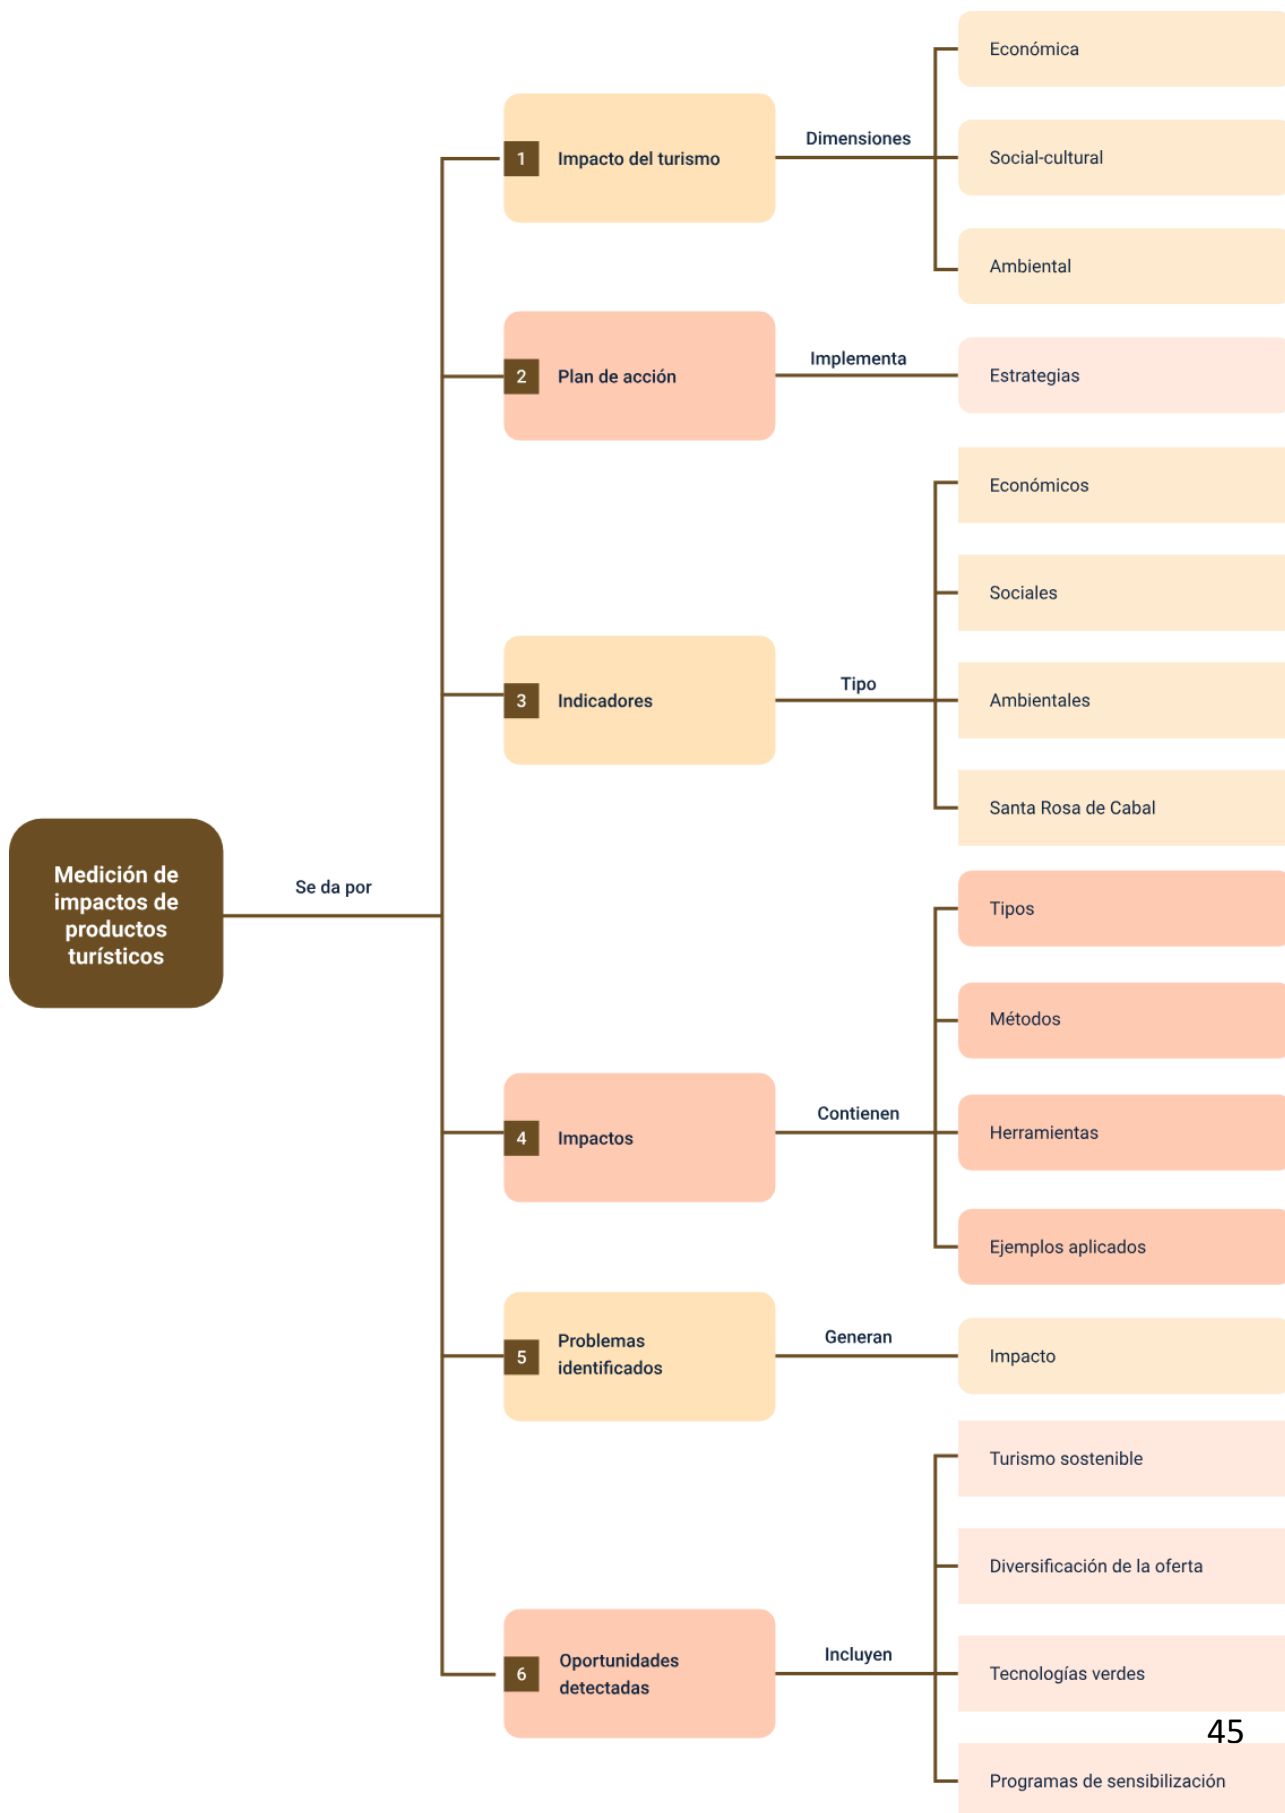 Medición de
impactos de
productos
turísticos
Se da por
1
Impacto del turismo
Dimensiones
Económica
Social-cultural
Ambiental
2
Plan de acción
Implementa
Estrategias
3
Indicadores
Tipo
Económicos
Sociales
Ambientales
Santa Rosa de Cabal
4
Impactos
Contienen
Tipos
Métodos
Herramientas
Ejemplos aplicados
5
Problemas
identificados
Generan
Impacto
6
Oportunidades
detectadas
Incluyen
Turismo sostenible
Diversificación de la oferta
Tecnologías verdes
Programas de sensibilización
45